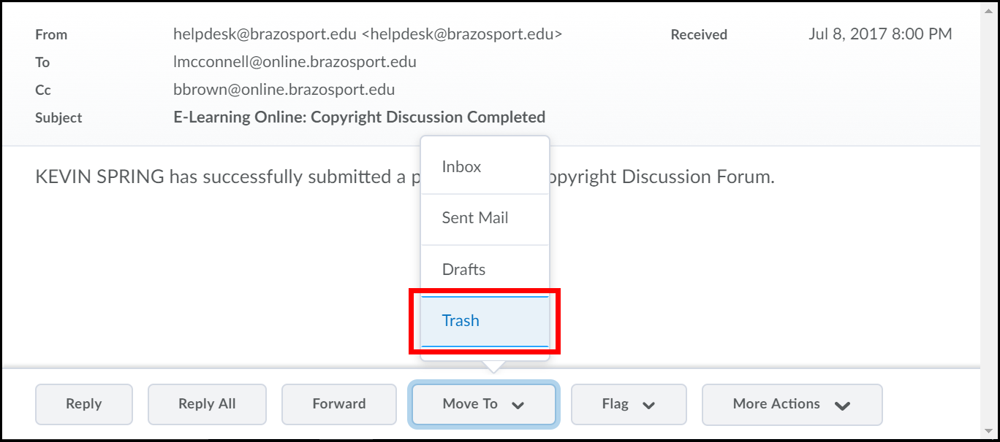 From helpdesk@brazosport.edu <helpdesk@brazosport.edu> Received Jul 8, 2017 8:00 PM
To lmcconnell@online.brazosport.edu
Cc bbrown@online.brazosport.edu
Subject E-Learning Online: Copyright Discussion Completed
KEVIN SPRING has successfully submitted a p opyright Discussion Forum.
Inbox
Sent Mail
Drafts
Trash
Reply Reply All Forward Move To Flag More Actions